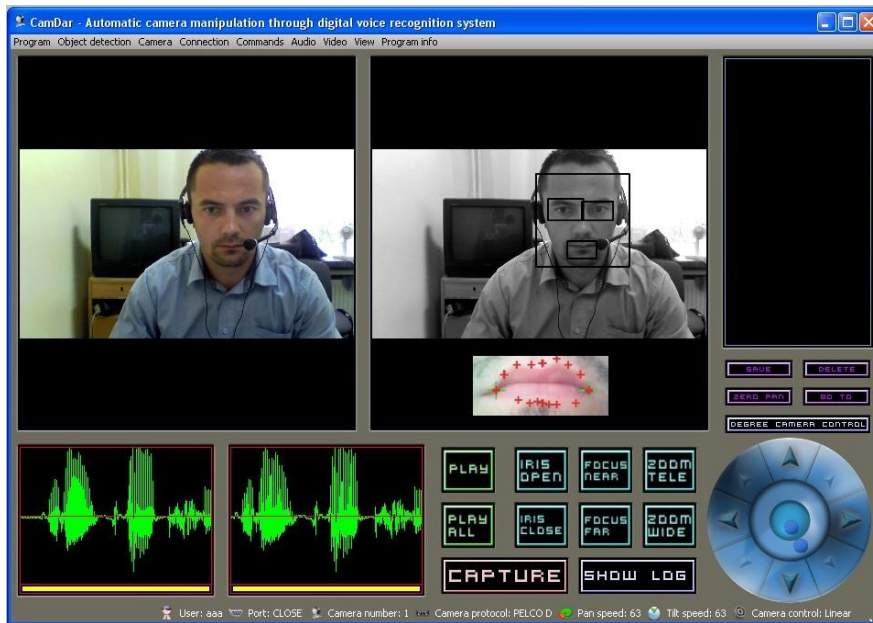 CamDar - Automatic camera manipulation through digital voice recognition system
Program Object detection Camera Connection Commands Audio Video View Program info
SAVE DELETE
ZERO PAN GO TO
DEGREE CAMERA CONTROL
PLAY IRIS OPEN FOCUS NEAR ZOOM TELE
PLAY ALL IRIS CLOSE FOCUS FAR ZOOM WIDE
CAPTURE SHOW LOG
User: aaa Port: CLOSE Camera number: 1 Camera protocol: PELCO D Pan speed: 63 Tilt speed: 63 Camera control: Linear